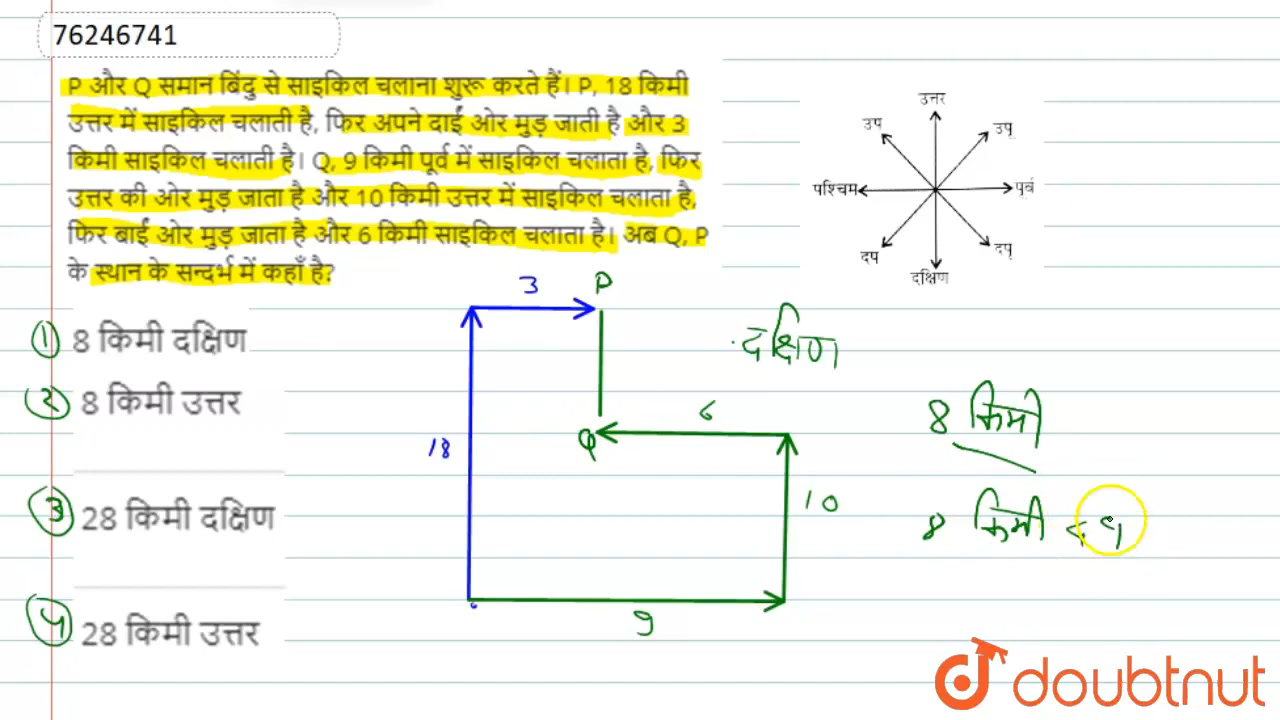 76246741
P और Q समान बिंदु से साइकिल चलाना शुरू करते हैं। P, 18 किमी
उत्तर में साइकिल चलाती है, फिर अपने दाईं ओर मुड़ जाती है और 3
किमी साइकिल चलाती है। Q, 9 किमी पूर्व में साइकिल चलाता है, फिर
उत्तर की ओर मुड़ जाता है और 10 किमी उत्तर में साइकिल चलाता है,
फिर बाईं ओर मुड़ जाता है और 6 किमी साइकिल चलाता है। अब Q, P
के स्थान के सन्दर्भ में कहाँ है?
उत्तर
उप
उपू
पश्चिम
पूर्व
दप
दपू
दक्षिण
1 8 किमी दक्षिण
2 8 किमी उत्तर
3 28 किमी दक्षिण
4 28 किमी उत्तर
3
P
18
6
Q
10
9
दक्षिण
8 किमी
8 किमी
doubtnut